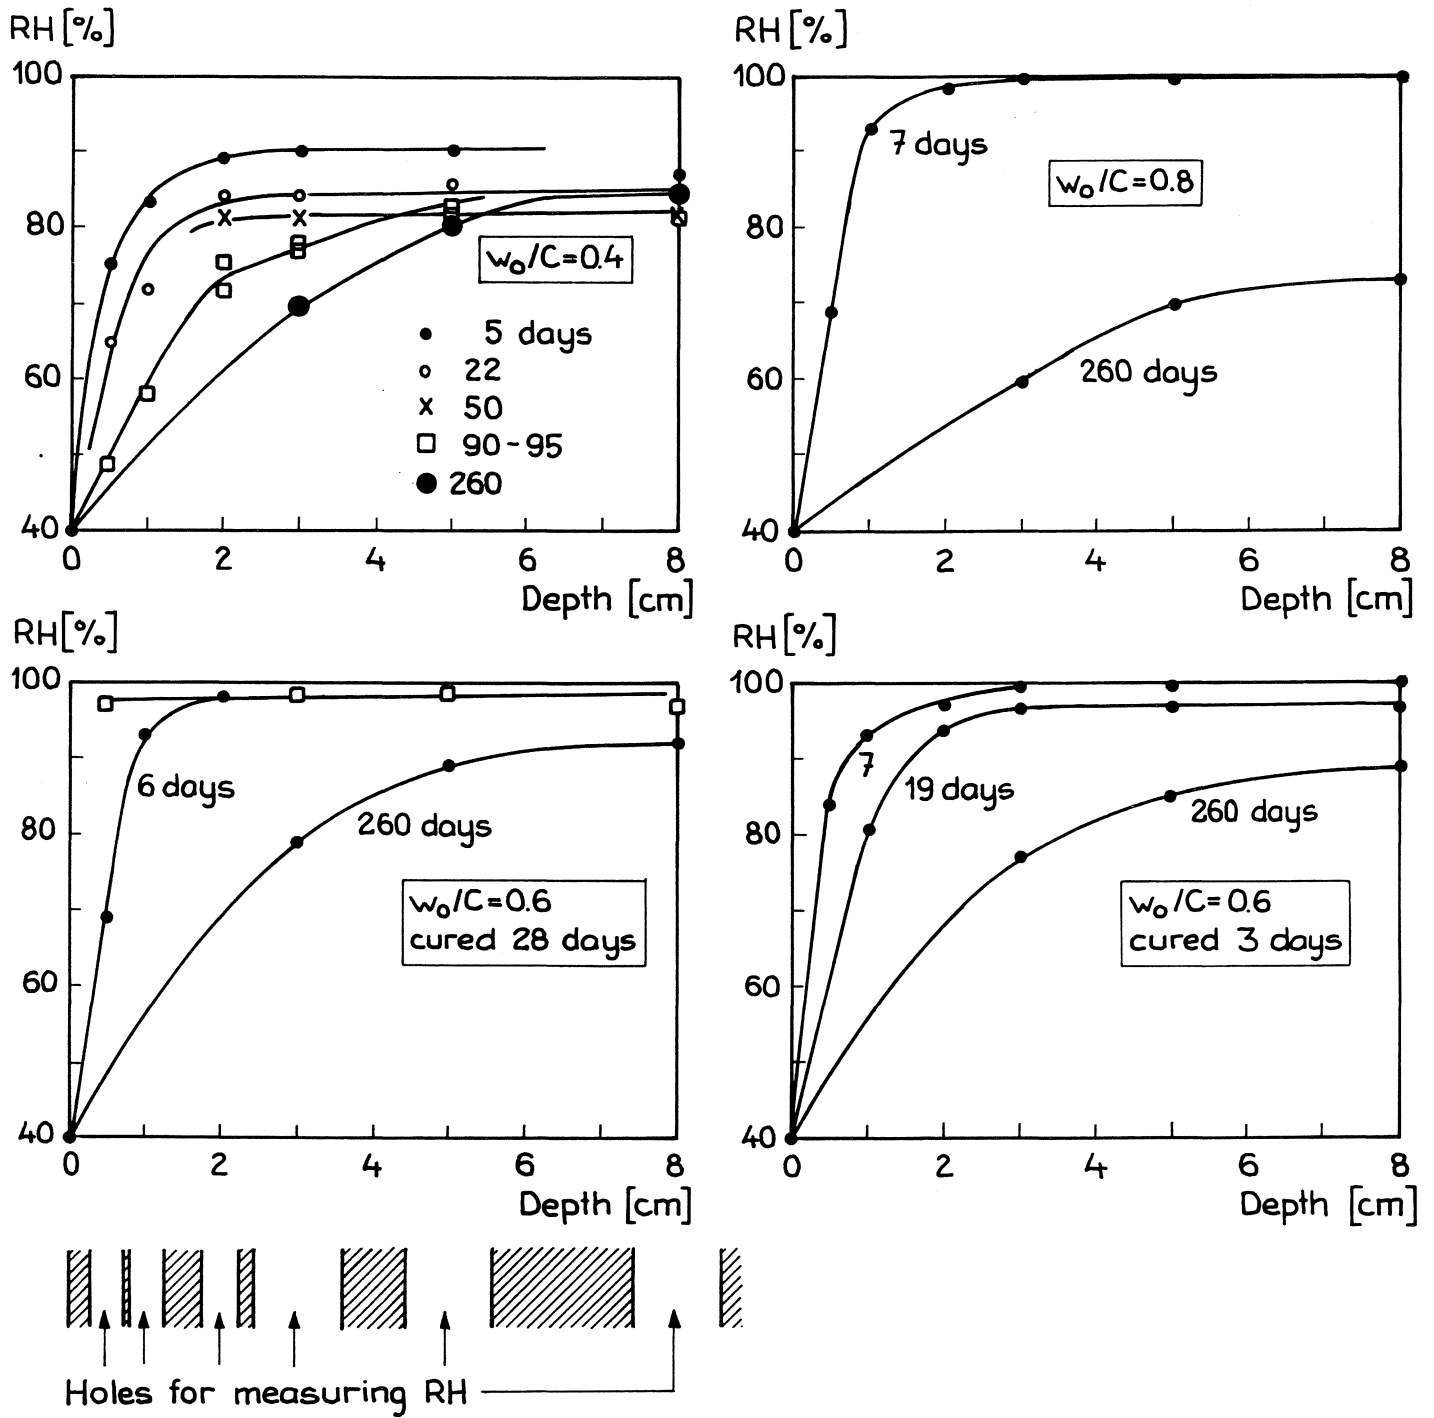 RH [%]
100
80
60
40
0 2 4 6 8
Depth [cm]
w₀/C=0.4
5 days
22
50
90-95
260
RH [%]
100
80
60
40
0 2 4 6 8
Depth [cm]
7 days
w₀/C=0.8
260 days
RH [%]
100
80
60
40
0 2 4 6 8
Depth [cm]
6 days
260 days
w₀/C=0.6
cured 28 days
RH [%]
100
80
60
40
0 2 4 6 8
Depth [cm]
7
19 days
260 days
w₀/C=0.6
cured 3 days
Holes for measuring RH